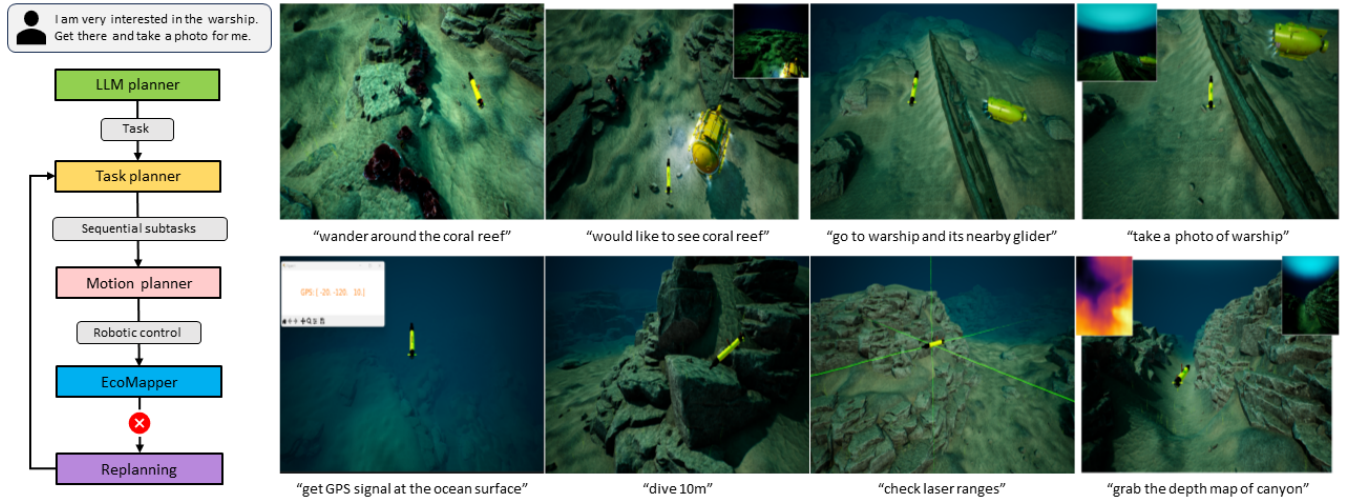 I am very interested in the warship.
Get there and take a photo for me.
LLM planner
Task
Task planner
Sequential subtasks
Motion planner
Robotic control
EcoMapper
Replanning
“wander around the coral reef”
“would like to see coral reef”
“go to warship and its nearby glider”
“take a photo of warship”
GPS:[ -20. -120. 10.]
“get GPS signal at the ocean surface”
“dive 10m”
“check laser ranges”
“grab the depth map of canyon”